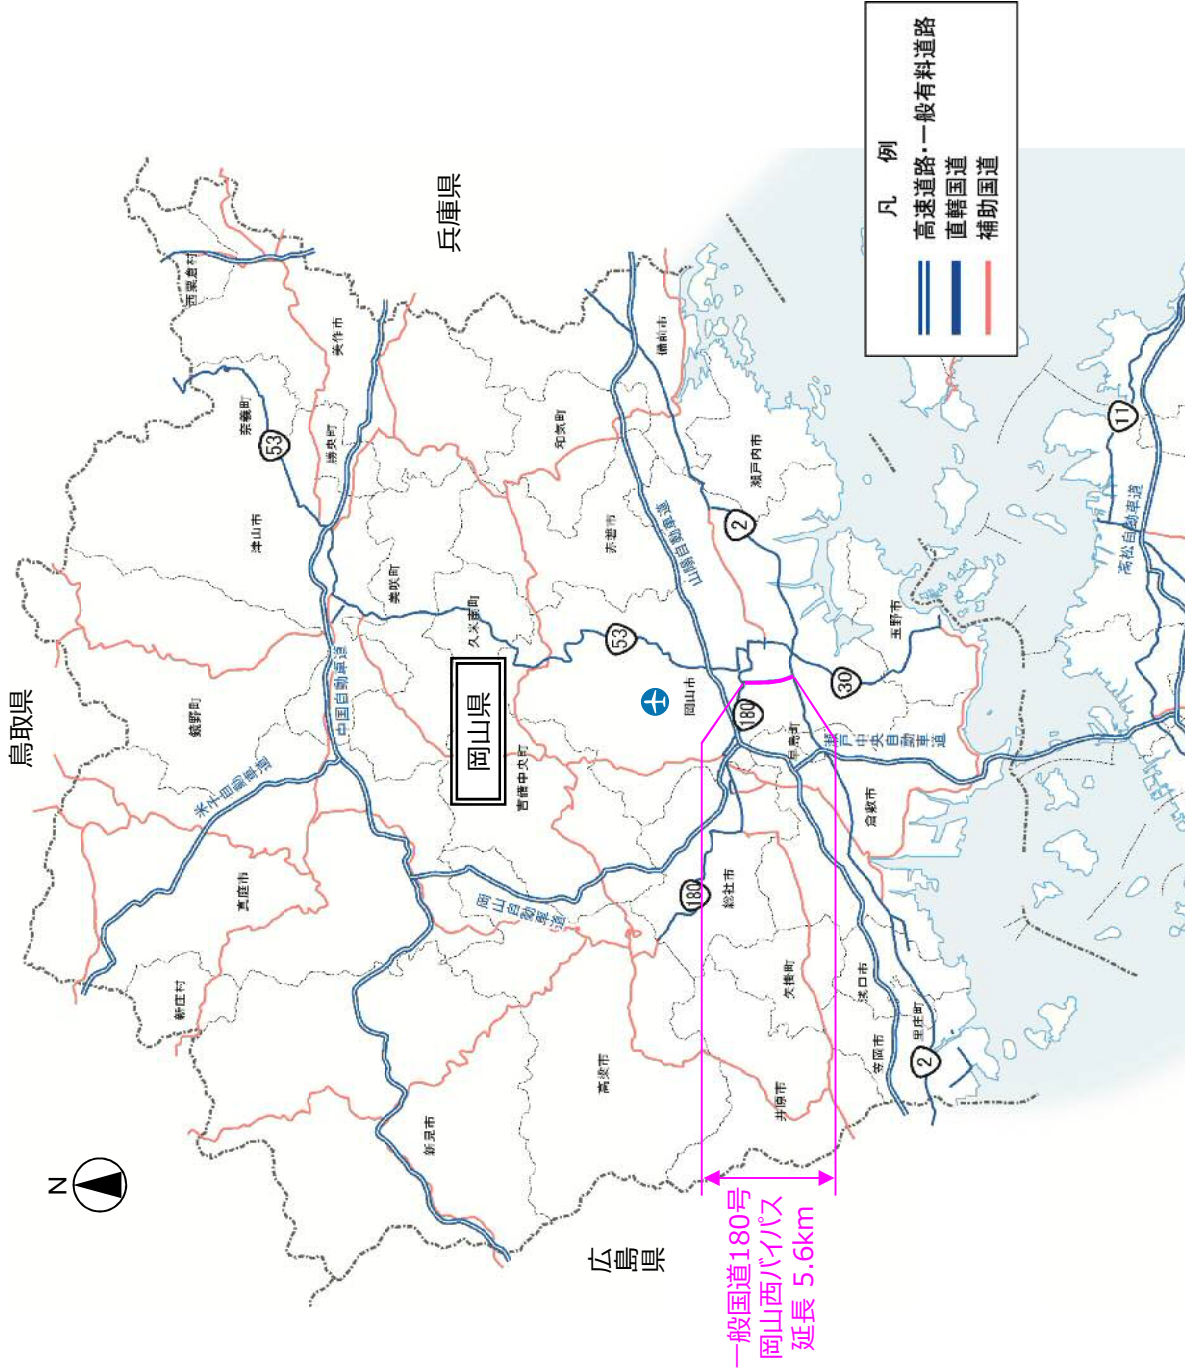 鳥取県
兵庫県
広島県
岡山県
N
凡 例
高速道路・一般有料道路
直轄国道
補助国道
一般国道180号
岡山西バイパス
延長 5.6km
西粟倉村
美作市
奈義町
勝央町
津山市
鏡野町
真庭市
新庄村
新見市
高梁市
美咲町
久米南町
吉備中央町
和気町
備前市
赤磐市
瀬戸内市
岡山市
玉野市
早島町
倉敷市
総社市
矢掛町
浅口市
里庄町
笠岡市
井原市
米子自動車道
中国自動車道
岡山自動車道
山陽自動車道
瀬戸中央自動車道
高松自動車道
53
53
2
2
30
180
180
11